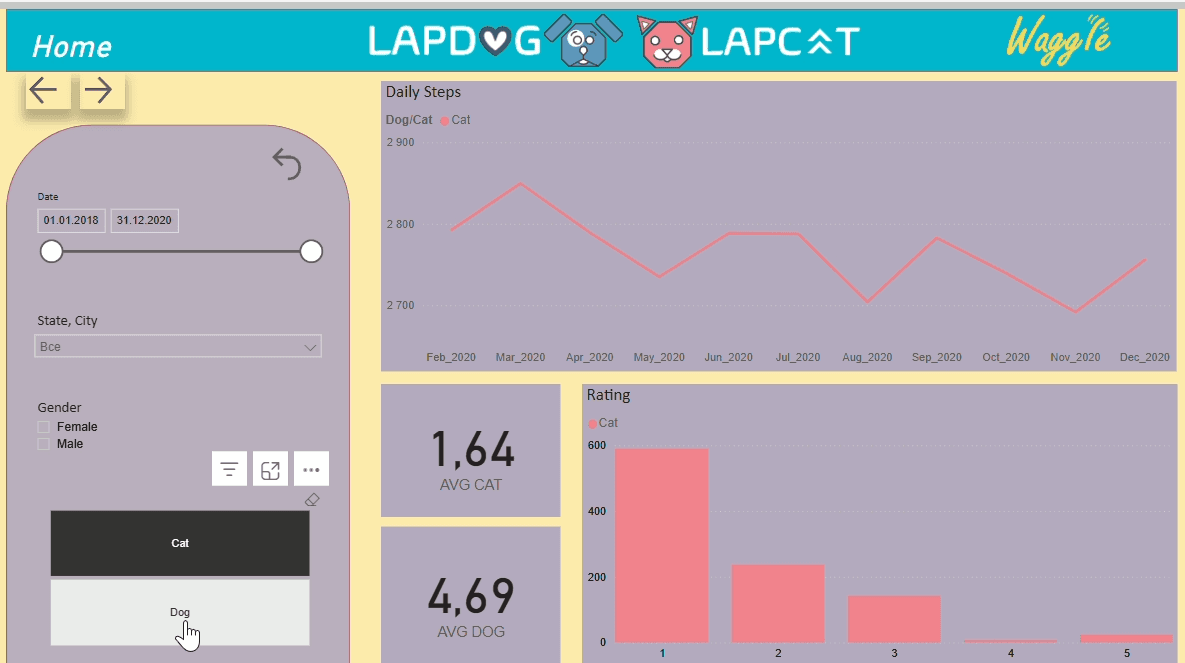 Home
LAPD G
LAPC T
Waggle
Date
01.01.2018 31.12.2020
State, City
Все
Gender
Female
Male
Cat
Dog
Daily Steps
Dog/Cat Cat
2 900
2 800
2 700
Feb_2020 Mar_2020 Apr_2020 May_2020 Jun_2020 Jul_2020 Aug_2020 Sep_2020 Oct_2020 Nov_2020 Dec_2020
1,64
AVG CAT
4,69
AVG DOG
Rating
Cat
600
400
200
0
1 2 3 4 5